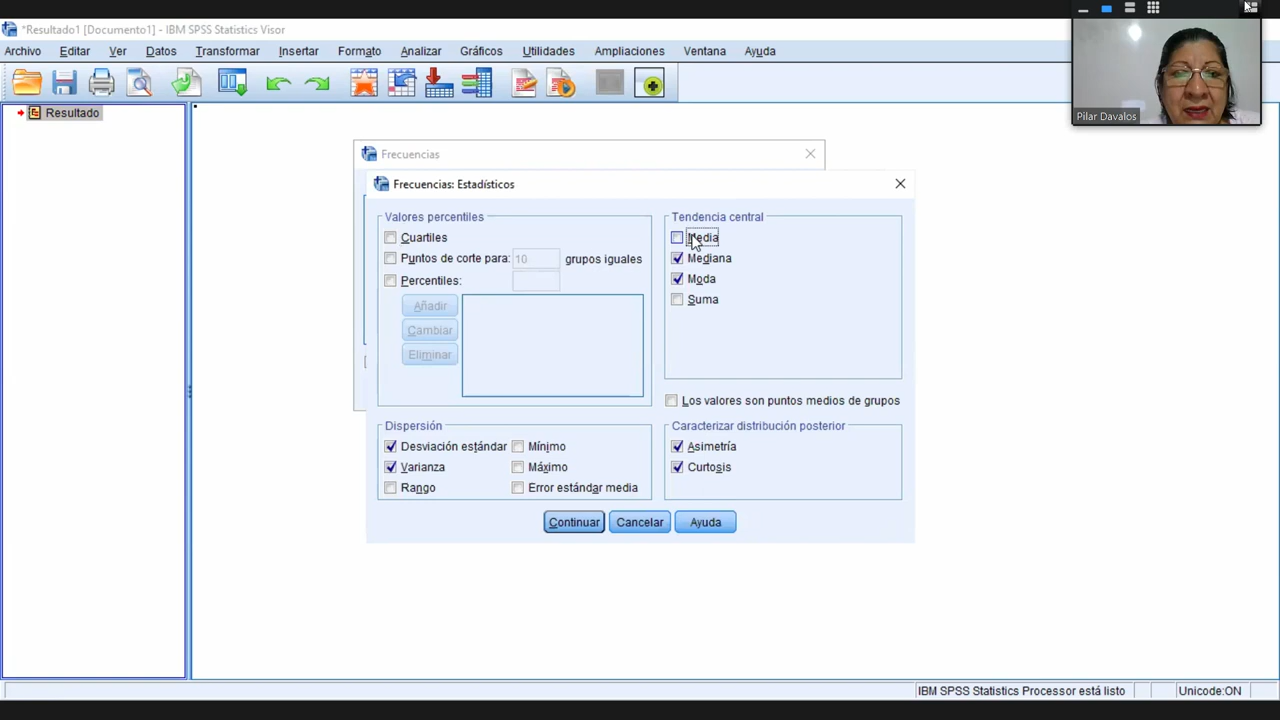 *Resultado1 [Documento1] - IBM SPSS Statistics Visor
Archivo Editar Ver Datos Transformar Insertar Formato Analizar Gráficos Utilidades Ampliaciones Ventana Ayuda
Pilar Davalos
Resultado
Frecuencias
Frecuencias: Estadísticos
Valores percentiles
Cuartiles
Puntos de corte para: 10 grupos iguales
Percentiles:
Añadir
Cambiar
Eliminar
Tendencia central
Media
Mediana
Moda
Suma
Los valores son puntos medios de grupos
Dispersión
Desviación estándar Mínimo
Varianza Máximo
Rango Error estándar media
Caracterizar distribución posterior
Asimetría
Curtosis
Continuar Cancelar Ayuda
IBM SPSS Statistics Processor está listo Unicode:ON